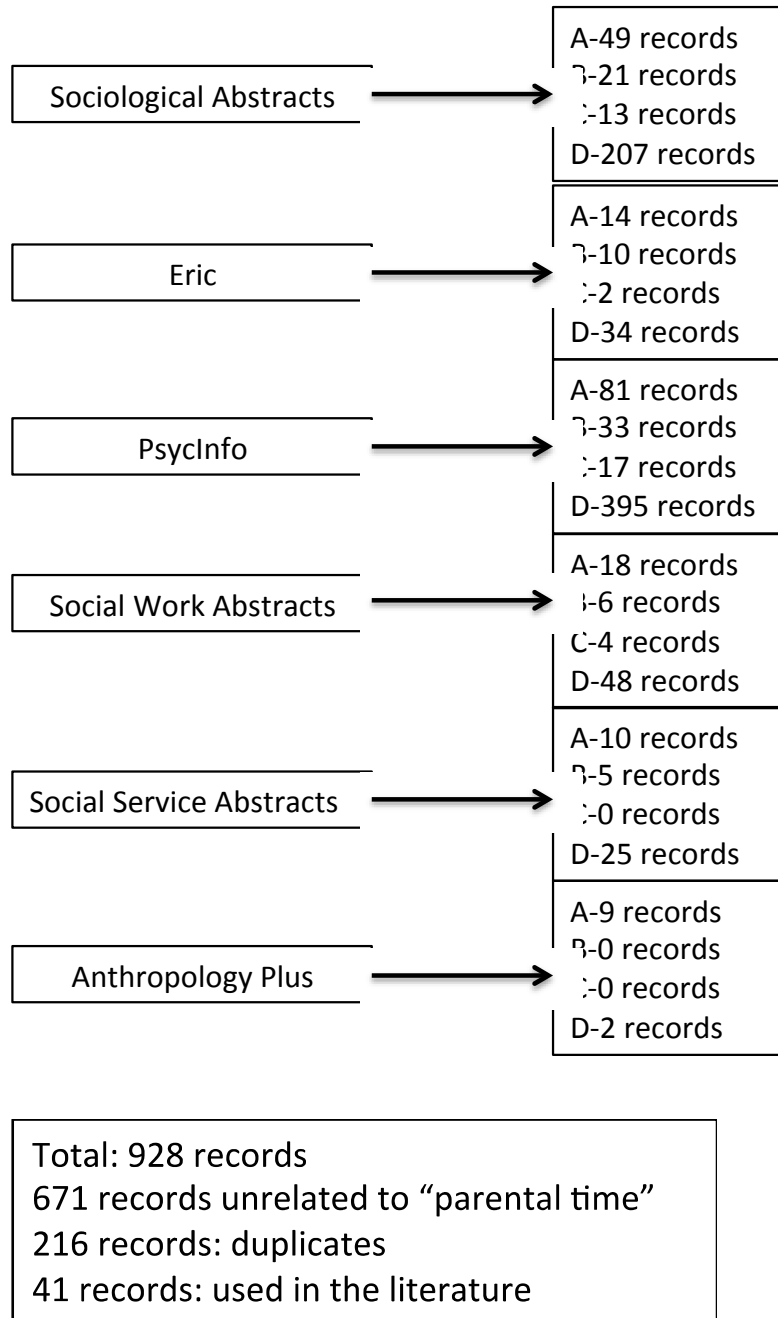 Sociological Abstracts
A-49 records
B-21 records
C-13 records
D-207 records
Eric
A-14 records
B-10 records
C-2 records
D-34 records
PsycInfo
A-81 records
B-33 records
C-17 records
D-395 records
Social Work Abstracts
A-18 records
B-6 records
C-4 records
D-48 records
Social Service Abstracts
A-10 records
B-5 records
C-0 records
D-25 records
Anthropology Plus
A-9 records
B-0 records
C-0 records
D-2 records
Total: 928 records
671 records unrelated to “parental time”
216 records: duplicates
41 records: used in the literature